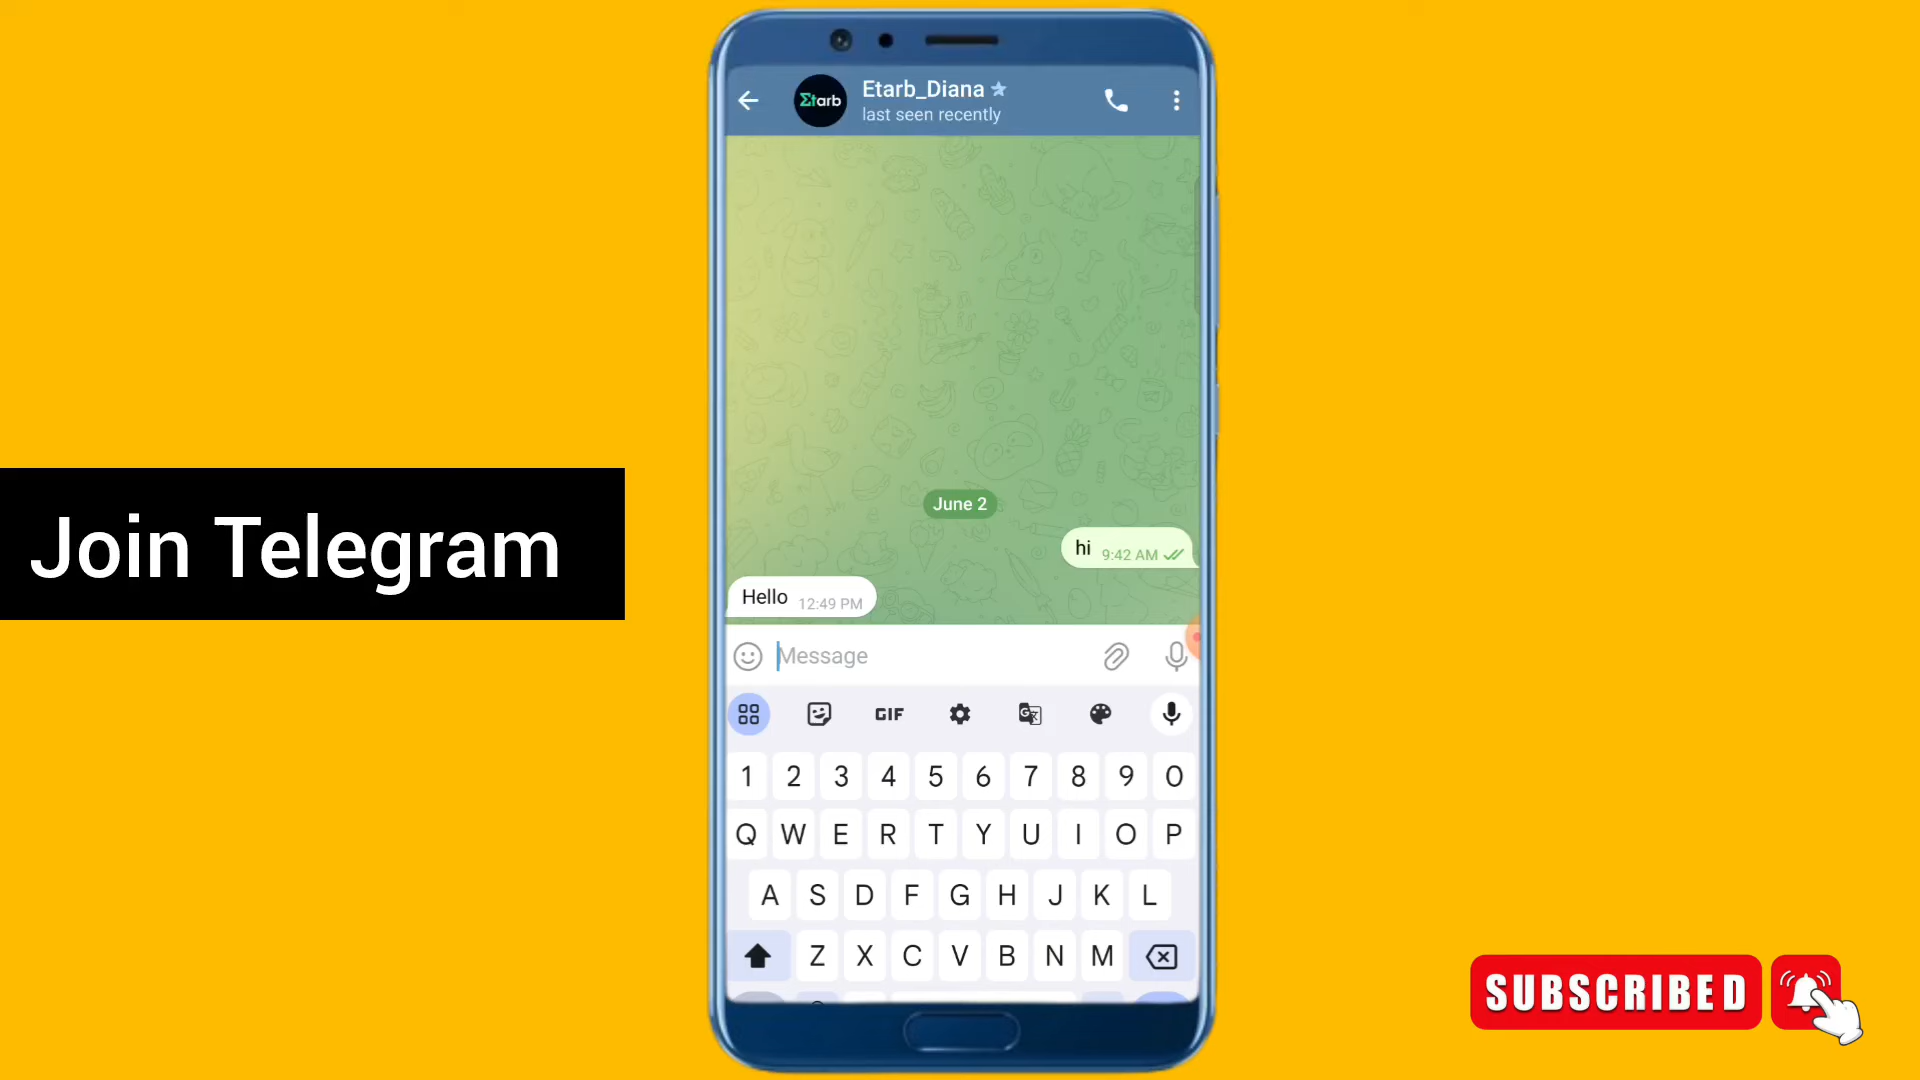 Σtarb
Etarb_Diana
last seen recently
June 2
hi 9:42 AM
Hello 12:49 PM
Message
GIF
1 2 3 4 5 6 7 8 9 0
Q W E R T Y U I O P
A S D F G H J K L
Z X C V B N M
Join Telegram
SUBSCRIBED